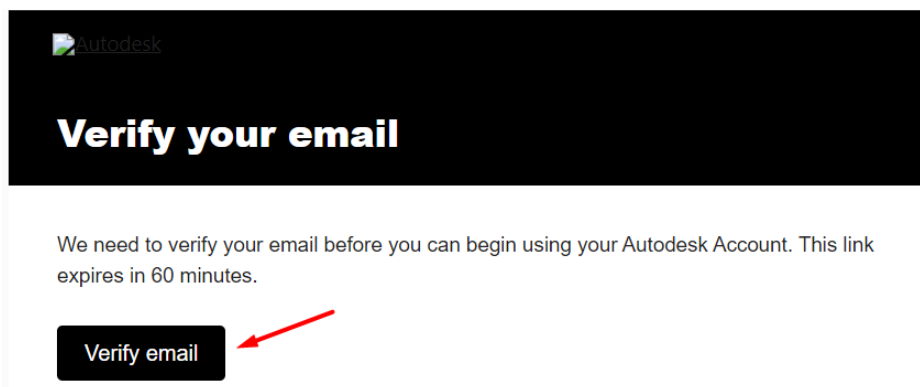 Autodesk
Verify your email
We need to verify your email before you can begin using your Autodesk Account. This link
expires in 60 minutes.
Verify email